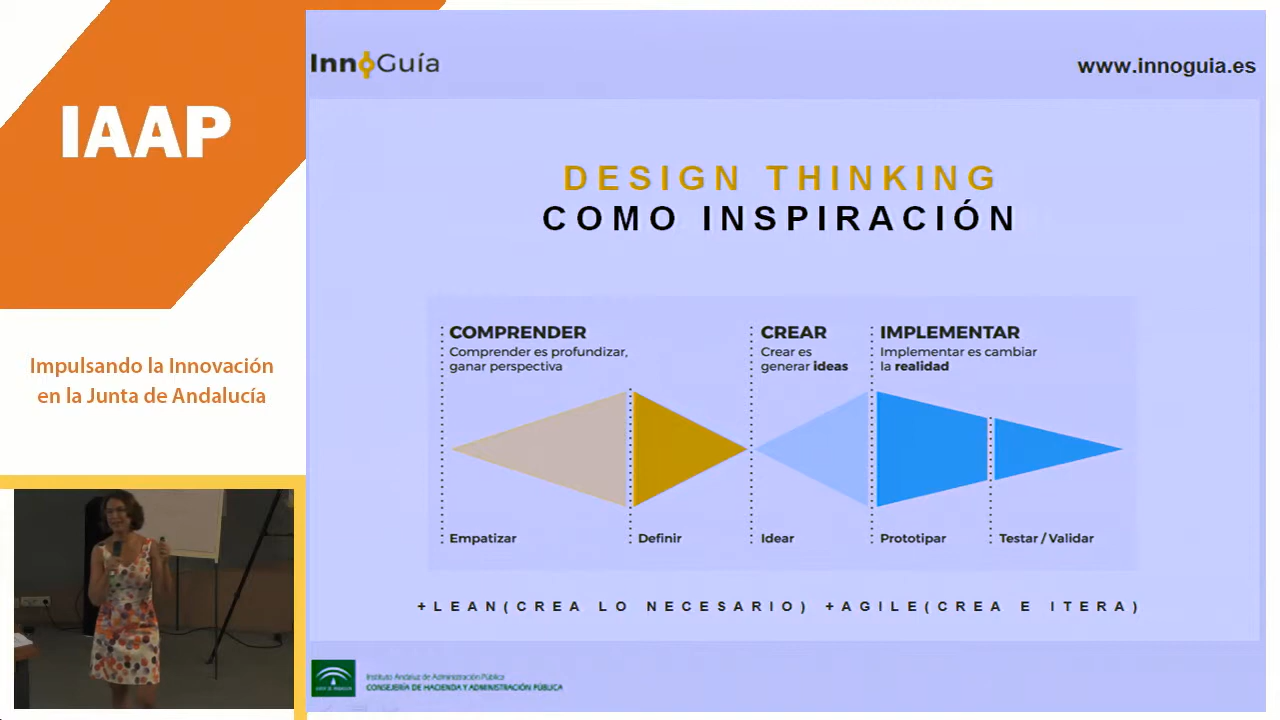 IAAP
Impulsando la Innovación
en la Junta de Andalucía
InnoGuía
www.innoguia.es
DESIGN THINKING
COMO INSPIRACIÓN
COMPRENDER
Comprender es profundizar,
ganar perspectiva
CREAR
Crear es
generar ideas
IMPLEMENTAR
Implementar es cambiar
la realidad
Empatizar
Definir
Idear
Prototipar
Testar / Validar
+LEAN(CREA LO NECESARIO) +AGILE(CREA E ITERA)
Instituto Andaluz de Administración Pública
CONSEJERÍA DE HACIENDA Y ADMINISTRACIÓN PÚBLICA